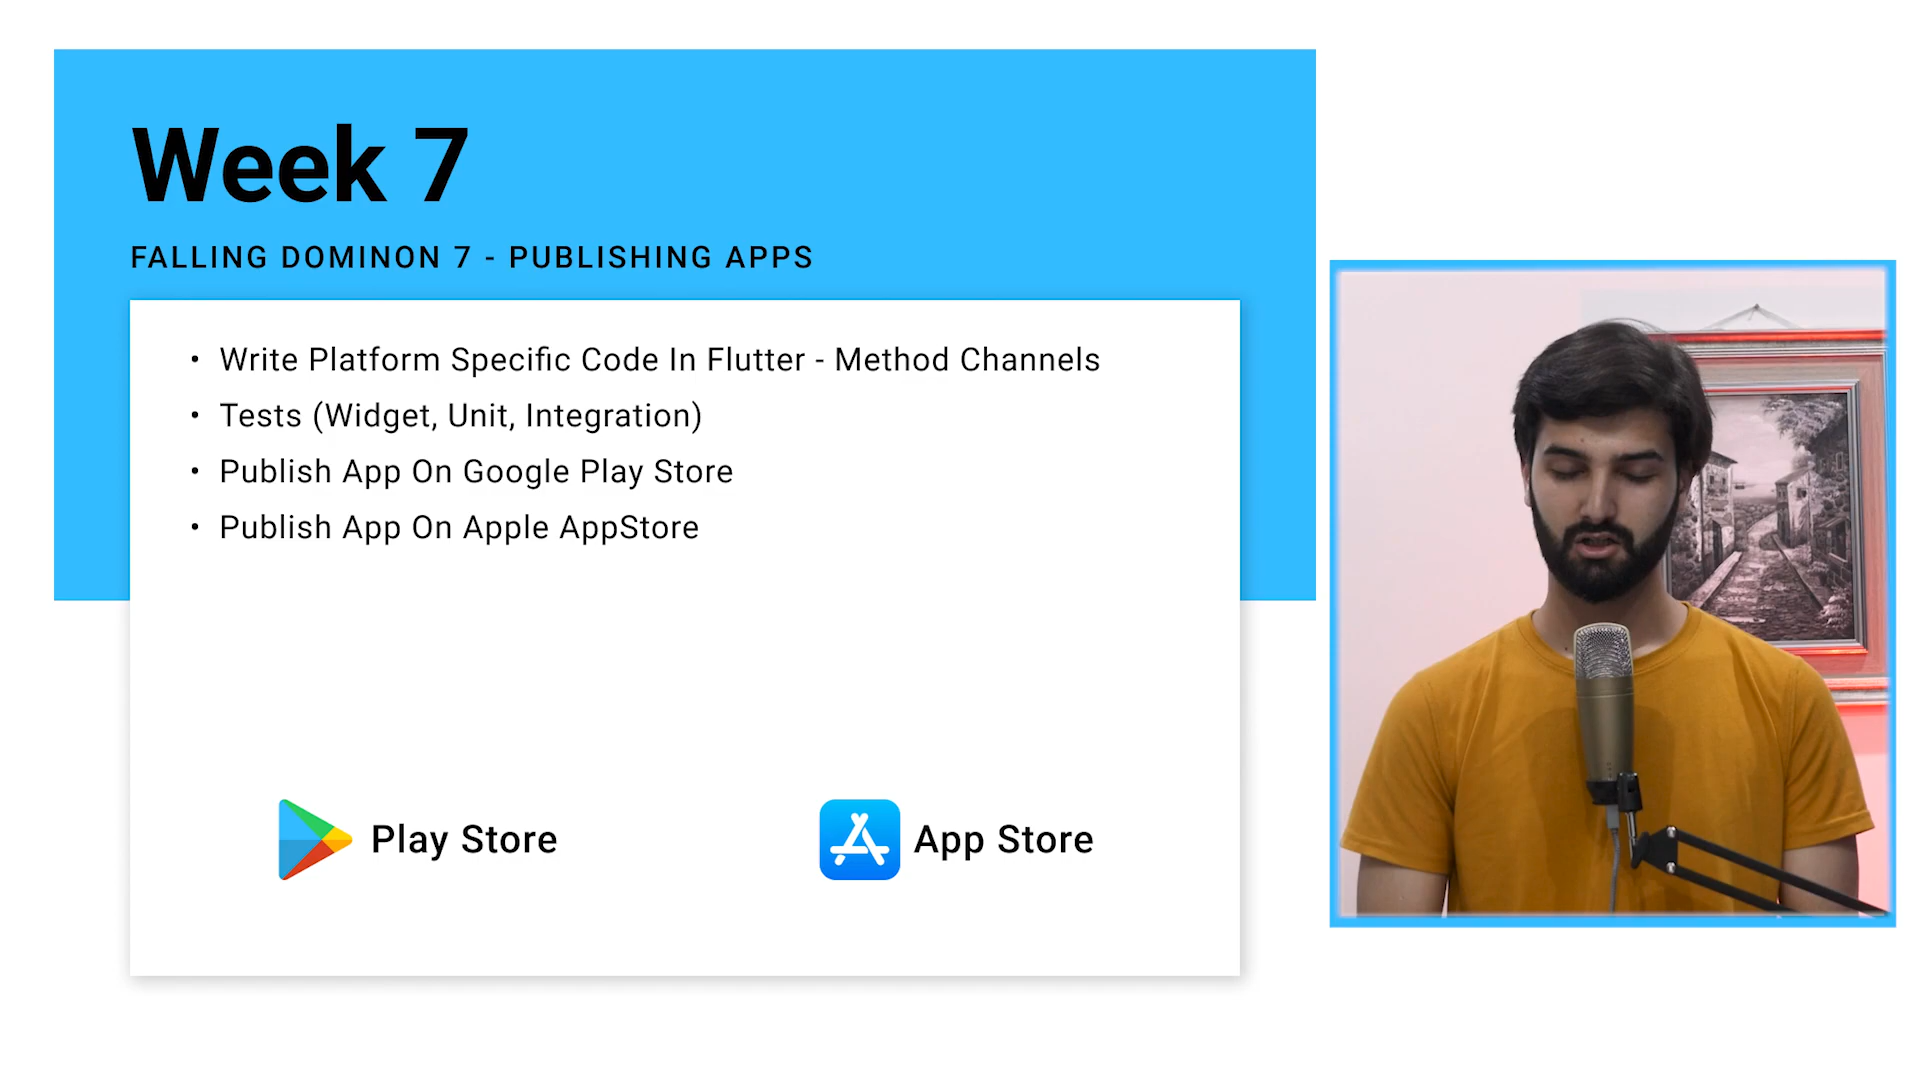 Week 7
FALLING DOMINON 7 - PUBLISHING APPS
• Write Platform Specific Code In Flutter - Method Channels
• Tests (Widget, Unit, Integration)
• Publish App On Google Play Store
• Publish App On Apple AppStore
Play Store
App Store